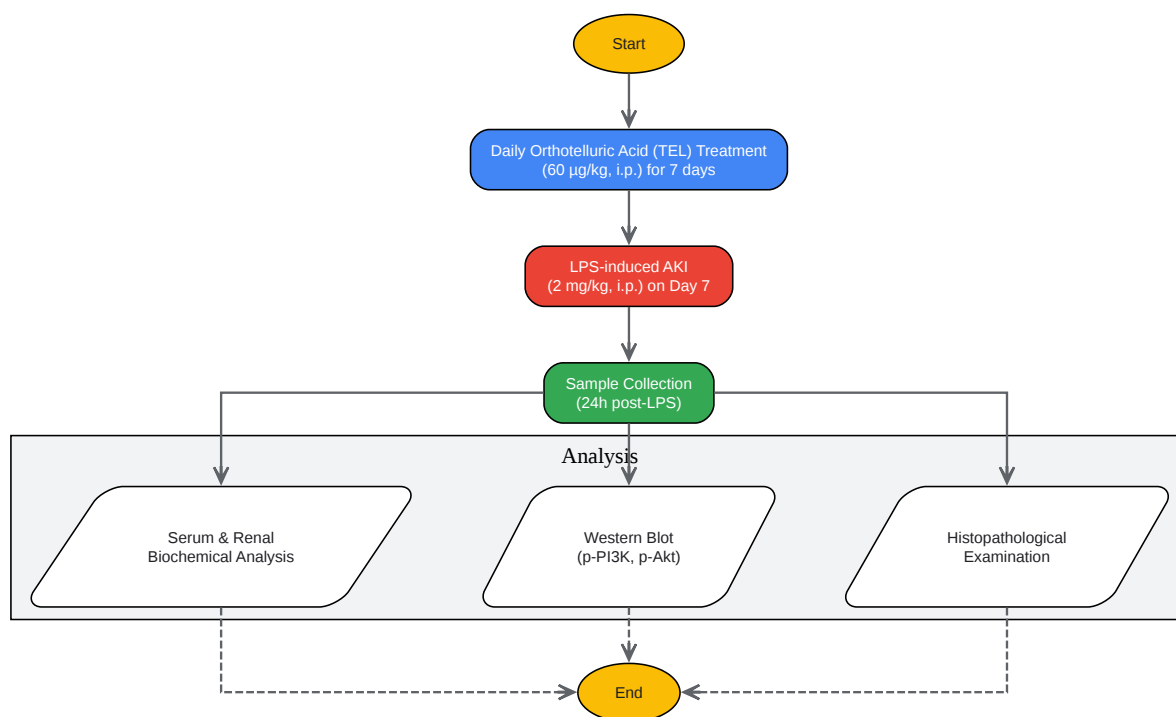 Start
Daily Orthotelluric Acid (TEL) Treatment
(60 µg/kg, i.p.) for 7 days
LPS-induced AKI
(2 mg/kg, i.p.) on Day 7
Sample Collection
(24h post-LPS)
Analysis
Serum & Renal
Biochemical Analysis
Western Blot
(p-PI3K, p-Akt)
Histopathological
Examination
End